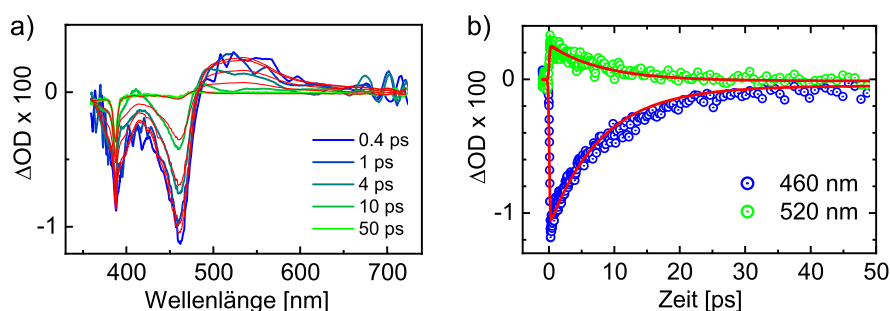 a)
ΔOD x 100
0
-1
400
500
600
700
Wellenlänge [nm]
0.4 ps
1 ps
4 ps
10 ps
50 ps
b)
ΔOD x 100
0
-1
0
10
20
30
40
50
Zeit [ps]
460 nm
520 nm